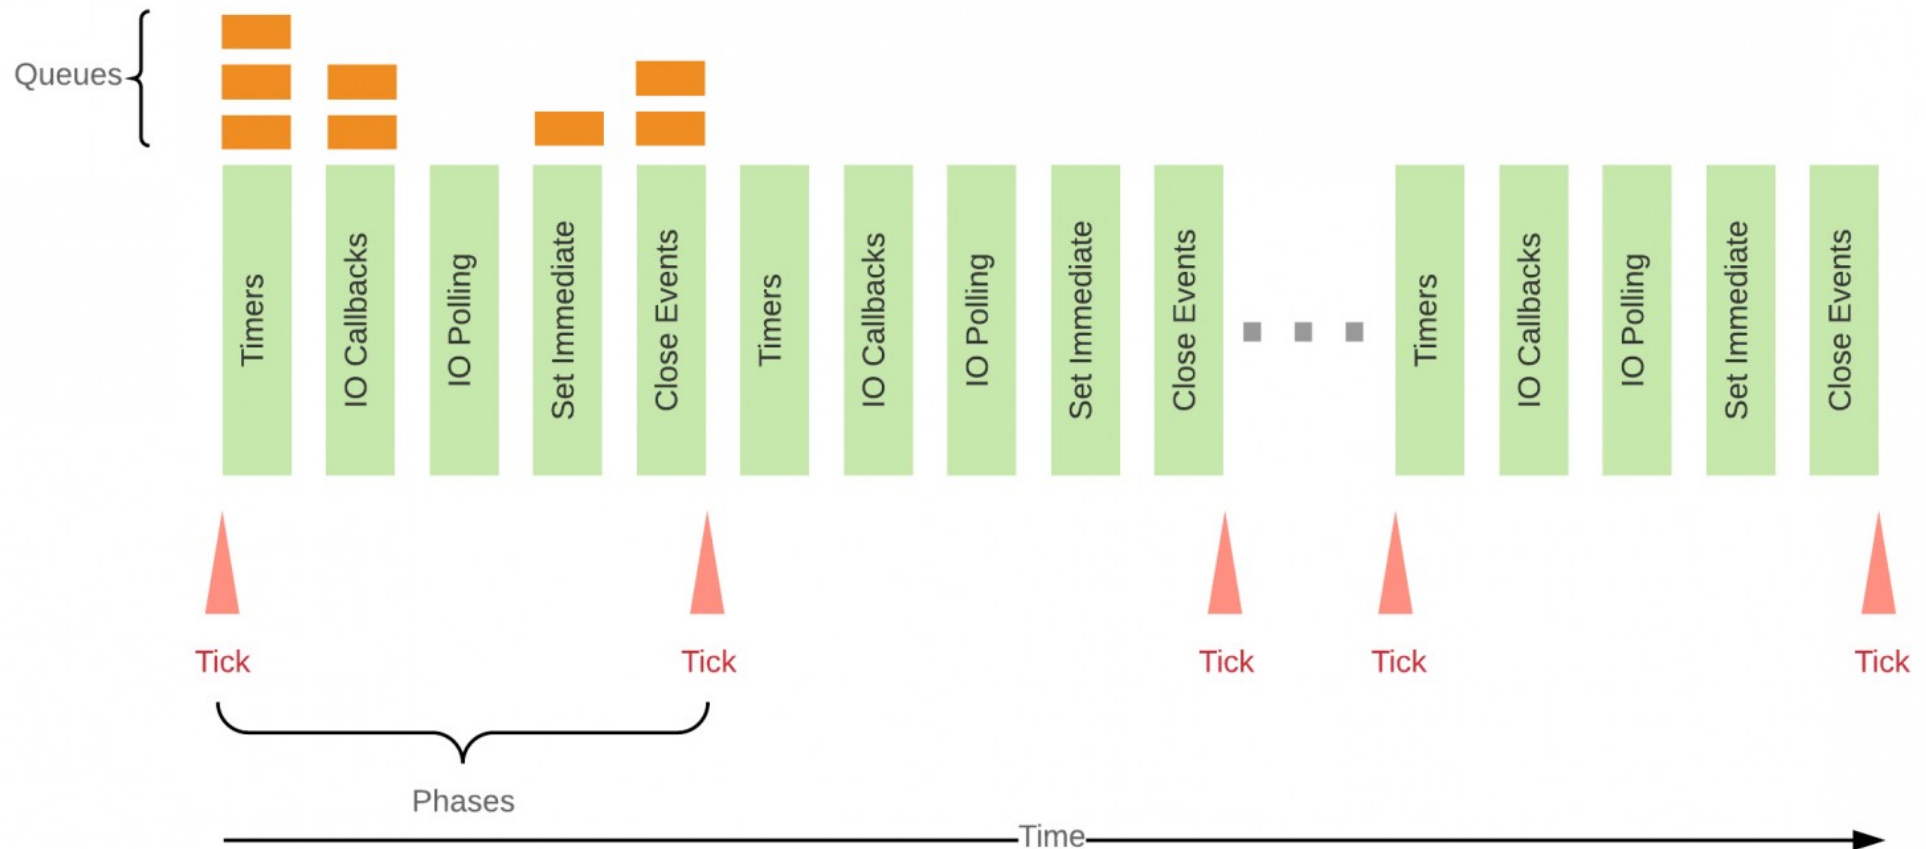 Queues
Timers
IO Callbacks
IO Polling
Set Immediate
Close Events
Timers
IO Callbacks
IO Polling
Set Immediate
Close Events
Timers
IO Callbacks
IO Polling
Set Immediate
Close Events
Tick
Tick
Tick
Tick
Tick
Phases
Time